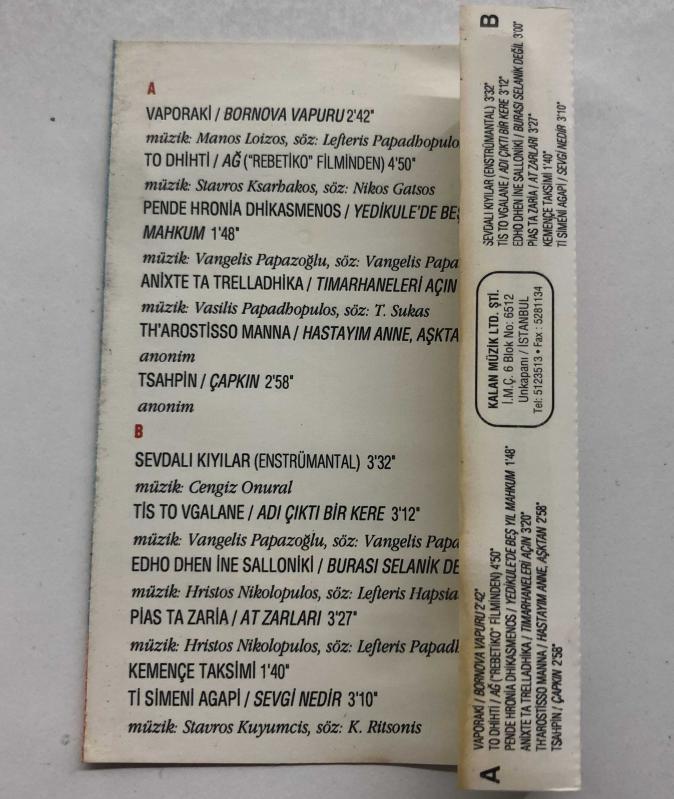 A
VAPORAKİ / BORNOVA VAPURU 2'42"
müzik: Manos Loizos, söz: Lefteris Papadhopulo
TO DHIHTİ / AĞ ("REBETİKO" FİLMİNDEN) 4'50"
müzik: Stavros Ksarhakos, söz: Nikos Gatsos
PENDE HRONİA DHİKASMENOS / YEDİKULE'DE BEŞ
MAHKUM 1'48"
müzik: Vangelis Papazoğlu, söz: Vangelis Papa
ANİXTE TA TRELLADHİKA / TIMARHANELERİ AÇIN
müzik: Vasilis Papadhopulos, söz: T. Sukas
TH'AROSTİSSO MANNA / HASTAYIM ANNE, AŞKTA
anonim
TSAHPİN / ÇAPKIN 2'58"
anonim
B
SEVDALI KIYILAR (ENSTRÜMANTAL) 3'32"
müzik: Cengiz Onural
TİS TO VGALANE / ADI ÇIKTI BİR KERE 3'12"
müzik: Vangelis Papazoğlu, söz: Vangelis Papa
EDHO DHEN İNE SALLONİKİ / BURASI SELANİK DE
müzik: Hristos Nikolopulos, söz: Lefteris Hapsia
PİAS TA ZARİA / AT ZARLARI 3'27"
müzik: Hristos Nikolopulos, söz: Lefteris Papadh
KEMENÇE TAKSİMİ 1'40"
Tİ SİMENİ AGAPİ / SEVGİ NEDİR 3'10"
müzik: Stavros Kuyumcis, söz: K. Ritsonis
A
VAPORAKİ / BORNOVA VAPURU 2'42"
TO DHIHTİ / AĞ ("REBETİKO" FİLMİNDEN) 4'50"
PENDE HRONİA DHİKASMENOS / YEDİKULE'DE BEŞ YIL MAHKUM 1'48"
ANİXTE TA TRELLADHİKA / TIMARHANELERİ AÇIN 3'20"
TH'AROSTİSSO MANNA / HASTAYIM ANNE, AŞKTAN 2'58"
TSAHPİN / ÇAPKIN 2'58"
KALAN MÜZİK LTD. ŞTİ.
İ.M.Ç. 6 Blok No: 6512
Unkapanı / İSTANBUL
Tel: 5123513 • Fax : 5281134
B
SEVDALI KIYILAR (ENSTRÜMANTAL) 3'32"
TİS TO VGALANE / ADI ÇIKTI BİR KERE 3'12"
EDHO DHEN İNE SALLONİKİ / BURASI SELANİK DEĞİL 3'00"
PİAS TA ZARİA / AT ZARLARI 3'27"
KEMENÇE TAKSİMİ 1'40"
Tİ SİMENİ AGAPİ / SEVGİ NEDİR 3'10"